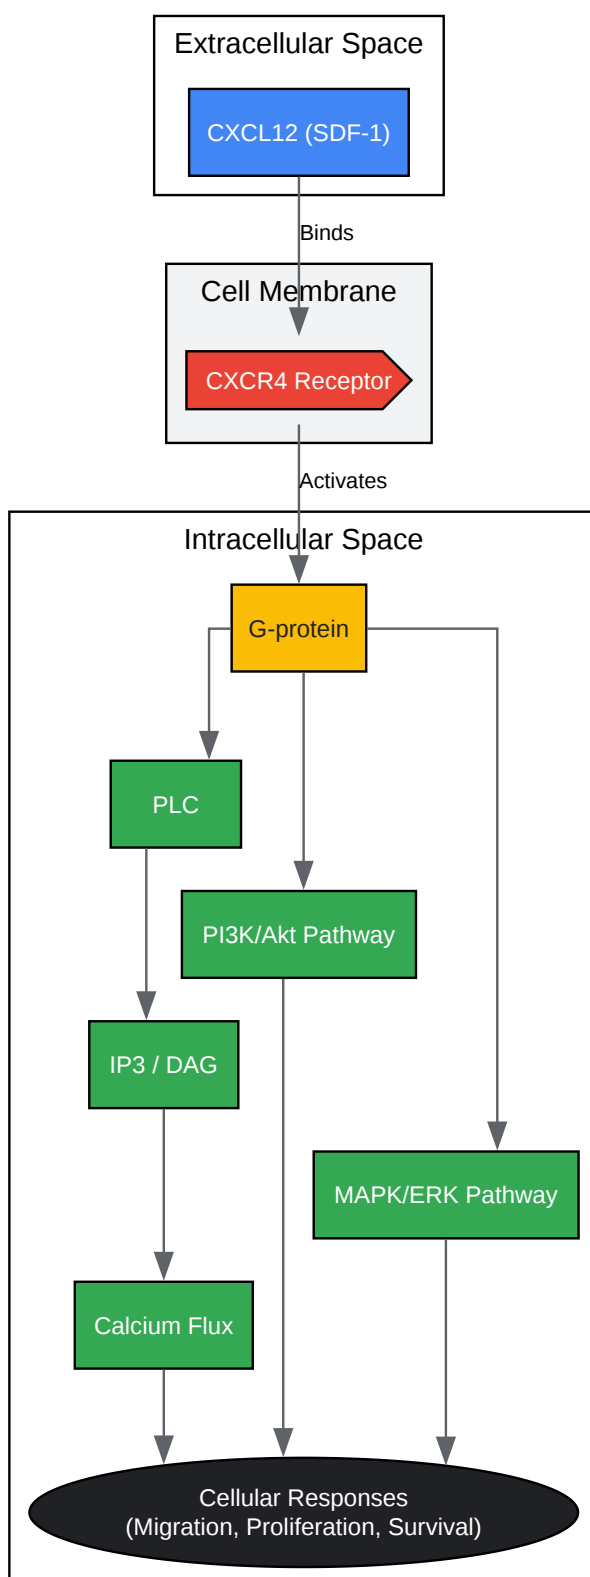 Extracellular Space
CXCL12 (SDF-1)
Binds
Cell Membrane
CXCR4 Receptor
Activates
Intracellular Space
G-protein
PLC
PI3K/Akt Pathway
IP3 / DAG
MAPK/ERK Pathway
Calcium Flux
Cellular Responses
(Migration, Proliferation, Survival)